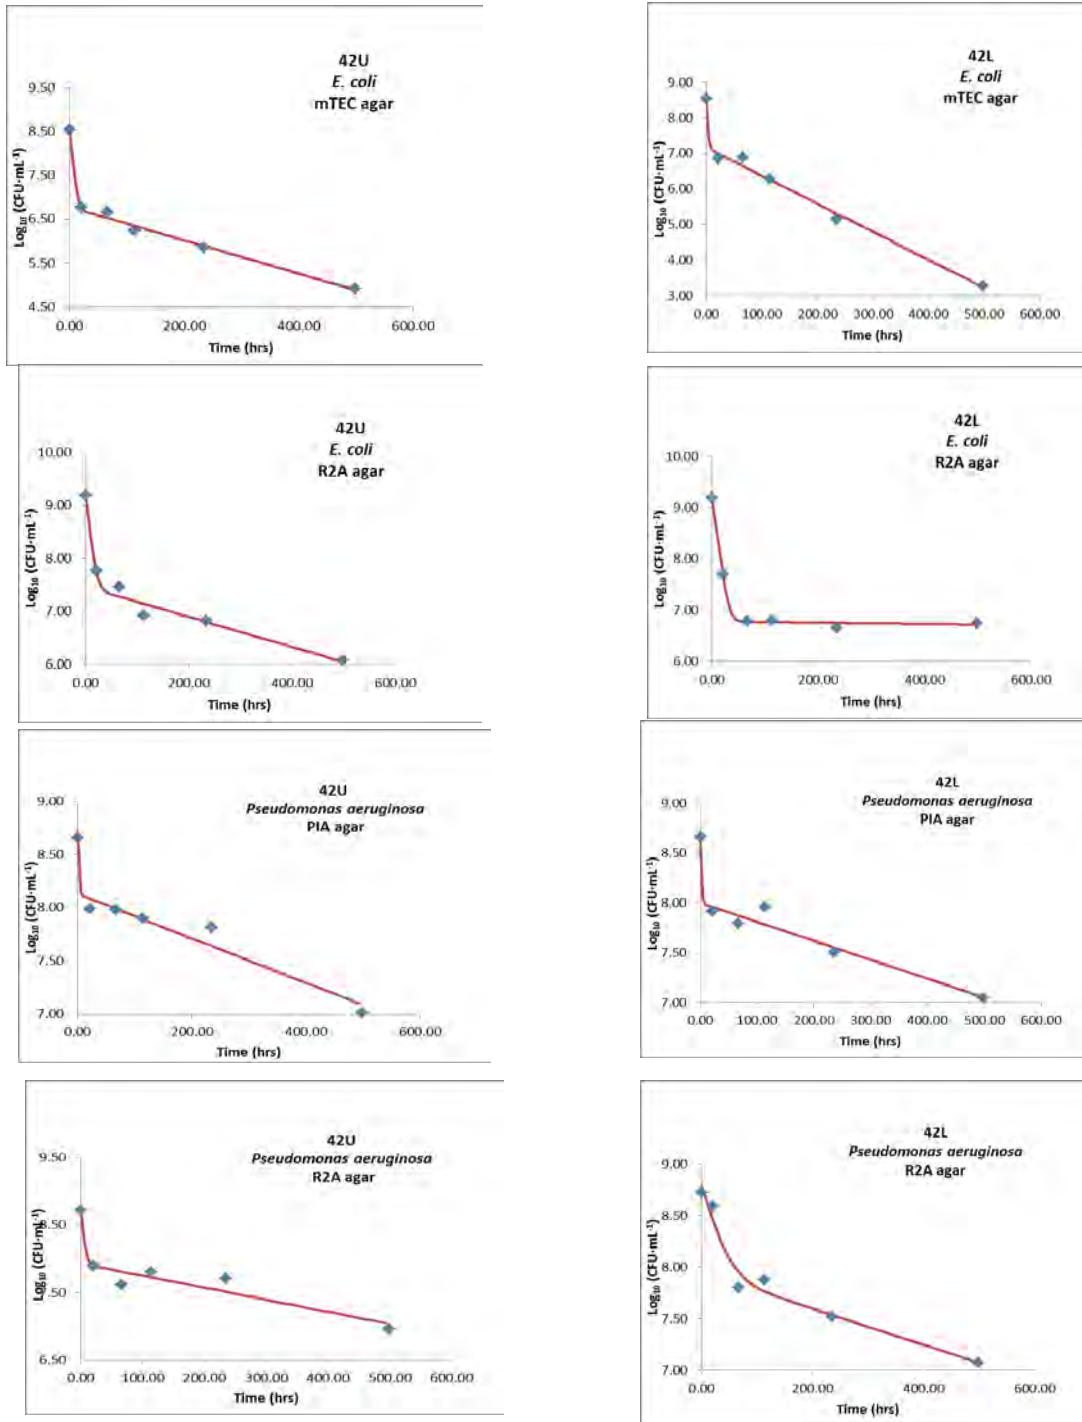 42U
E. coli
mTEC agar
9.50
8.50
7.50
6.50
5.50
4.50
Log₁₀ (CFU·mL⁻¹)
0.00 200.00 400.00 600.00
Time (hrs)
42L
E. coli
mTEC agar
9.00
8.00
7.00
6.00
5.00
4.00
3.00
Log₁₀ (CFU·mL⁻¹)
0.00 100.00 200.00 300.00 400.00 500.00 600.00
Time (hrs)
42U
E. coli
R2A agar
10.00
9.00
8.00
7.00
6.00
Log₁₀ (CFU·mL⁻¹)
0.00 200.00 400.00 600.00
Time (hrs)
42L
E. coli
R2A agar
10.00
9.00
8.00
7.00
6.00
Log₁₀ (CFU·mL⁻¹)
0.00 200.00 400.00 600.00
Time (hrs)
42U
Pseudomonas aeruginosa
PIA agar
9.00
8.50
8.00
7.50
7.00
Log₁₀ (CFU·mL⁻¹)
0.00 200.00 400.00 600.00
Time (hrs)
42L
Pseudomonas aeruginosa
PIA agar
9.00
8.50
8.00
7.50
7.00
Log₁₀ (CFU·mL⁻¹)
0.00 100.00 200.00 300.00 400.00 500.00 600.00
Time (hrs)
42U
Pseudomonas aeruginosa
R2A agar
9.50
8.50
7.50
6.50
Log₁₀ (CFU·mL⁻¹)
0.00 100.00 200.00 300.00 400.00 500.00 600.00
Time (hrs)
42L
Pseudomonas aeruginosa
R2A agar
9.00
8.50
8.00
7.50
7.00
Log₁₀ (CFU·mL⁻¹)
0.00 200.00 400.00 600.00
Time (hrs)